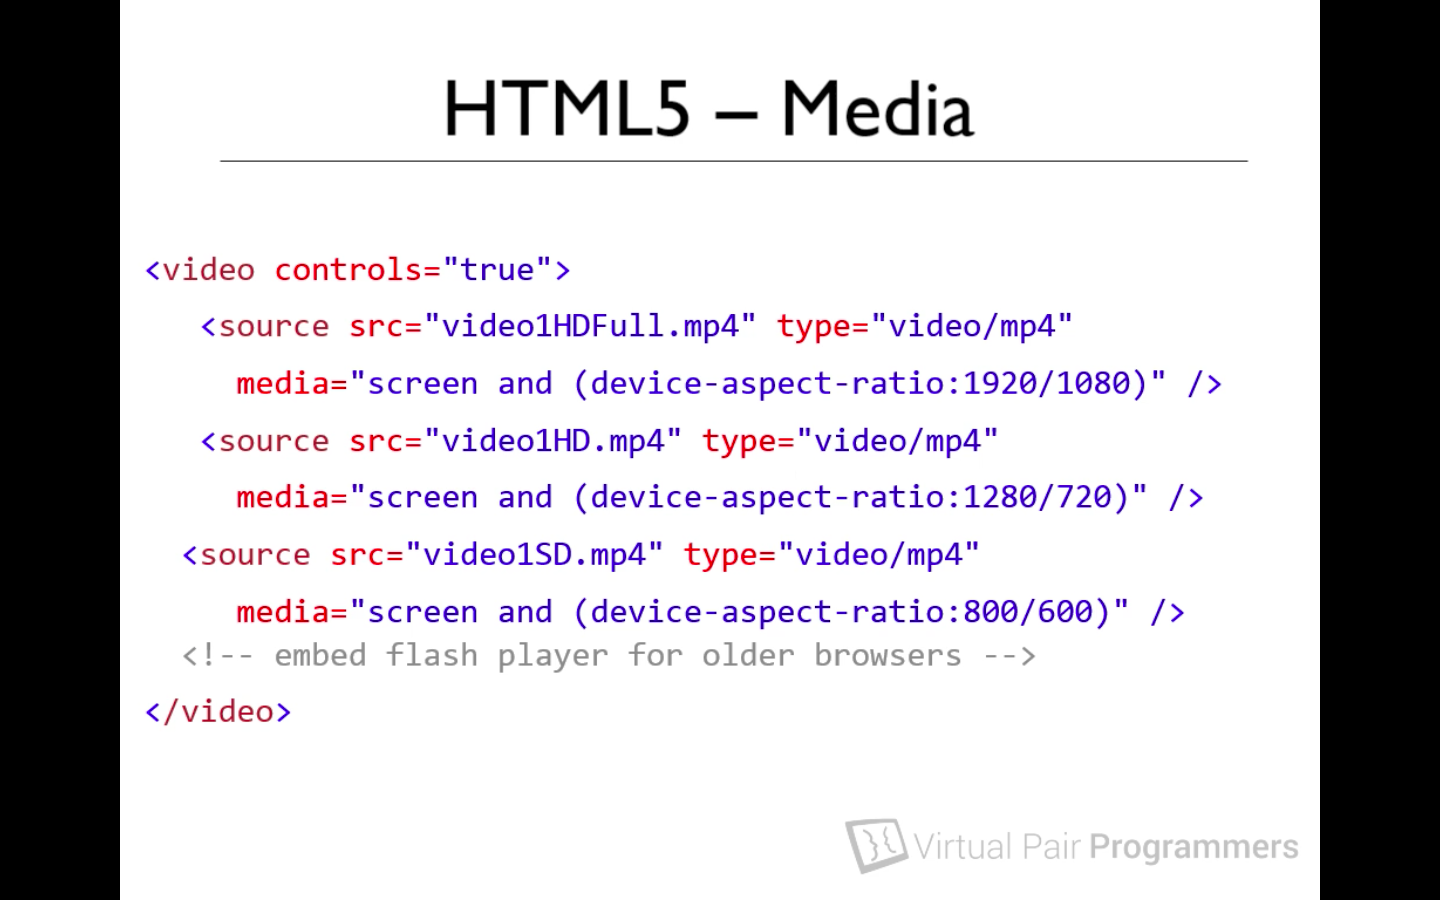 HTML5 – Media
<video controls="true">
<source src="video1HDFull.mp4" type="video/mp4"
media="screen and (device-aspect-ratio:1920/1080)" />
<source src="video1HD.mp4" type="video/mp4"
media="screen and (device-aspect-ratio:1280/720)" />
<source src="video1SD.mp4" type="video/mp4"
media="screen and (device-aspect-ratio:800/600)" />
<!-- embed flash player for older browsers -->
</video>
Virtual Pair Programmers